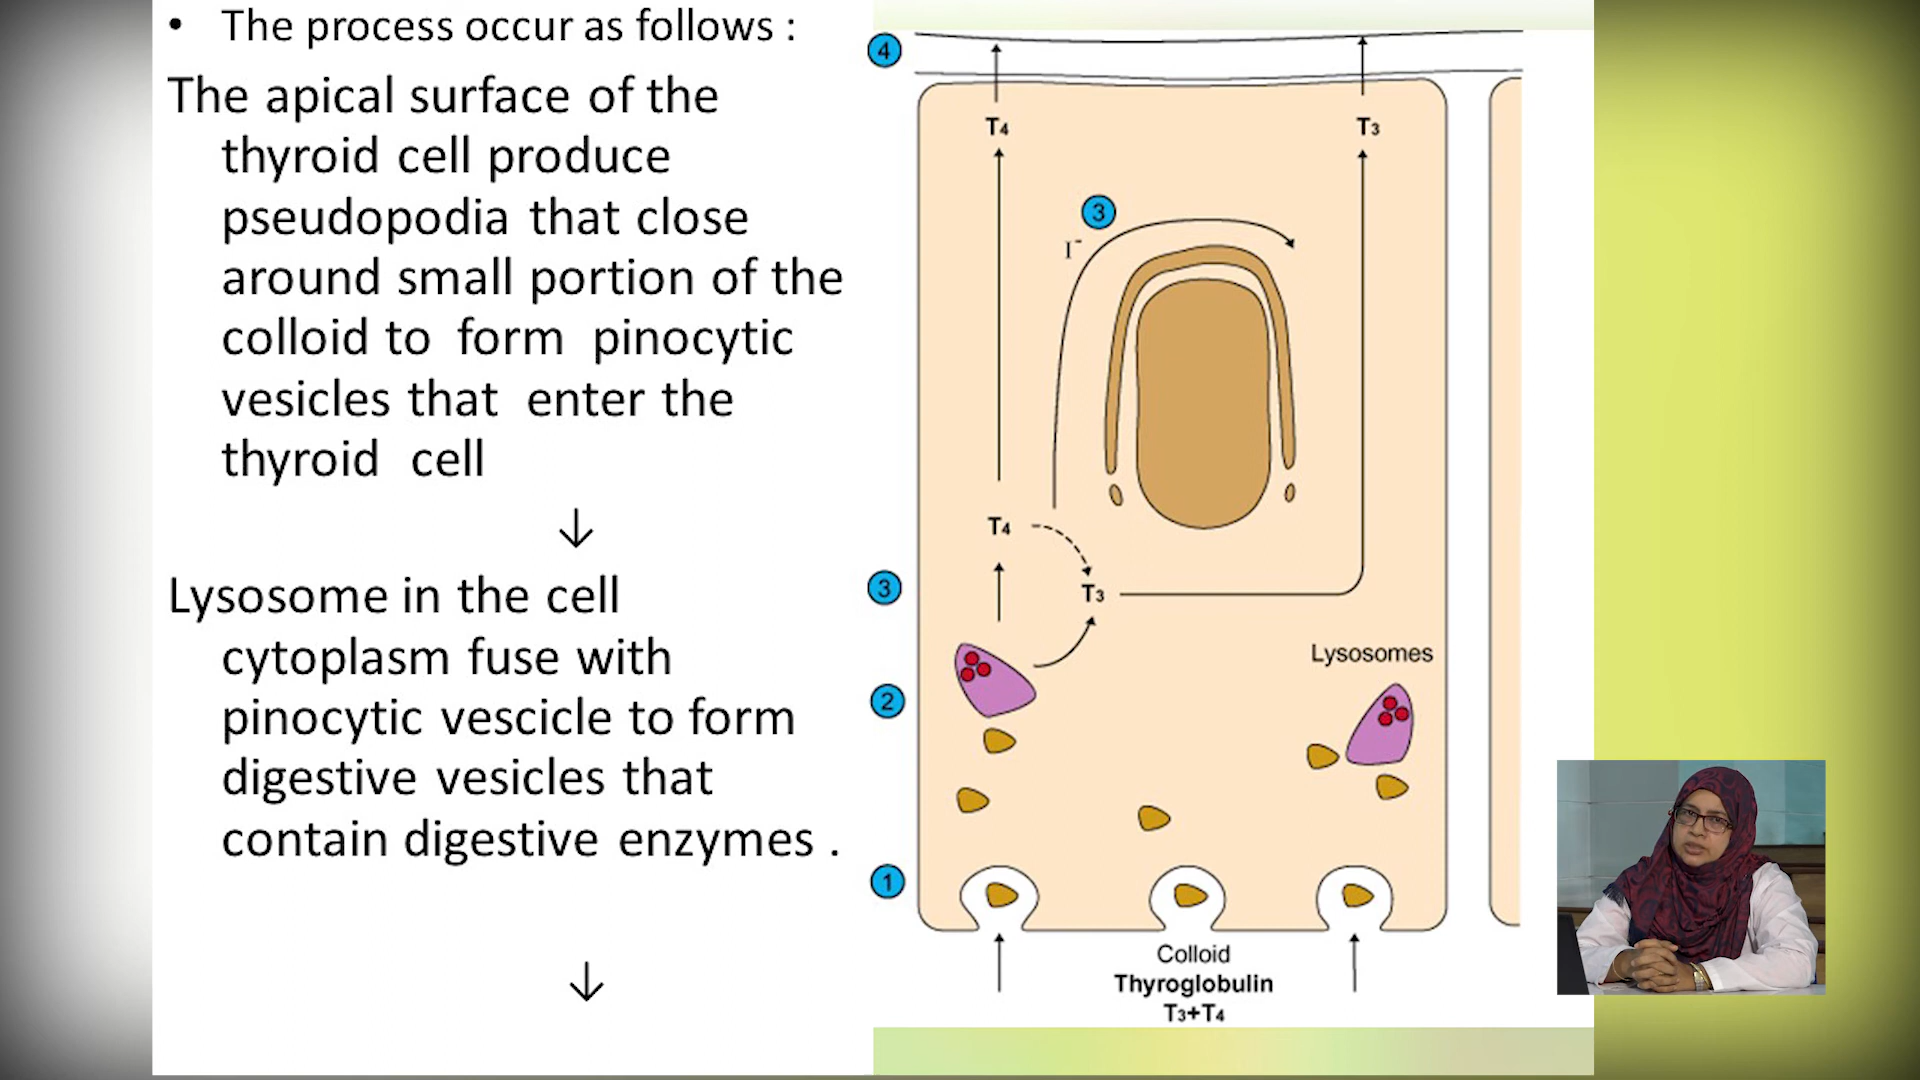 • The process occur as follows :
The apical surface of the
thyroid cell produce
pseudopodia that close
around small portion of the
colloid to form pinocytic
vesicles that enter the
thyroid cell
↓
Lysosome in the cell
cytoplasm fuse with
pinocytic vescicle to form
digestive vesicles that
contain digestive enzymes .
↓
4
T4
T3
3
I-
T4
3
T3
Lysosomes
2
1
Colloid
Thyroglobulin
T3+T4